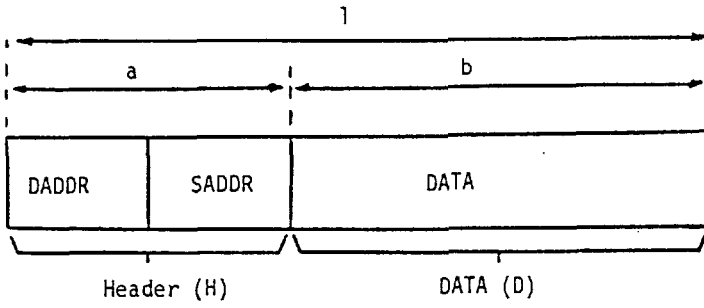 l
a b
DADDR SADDR DATA
Header (H) DATA (D)